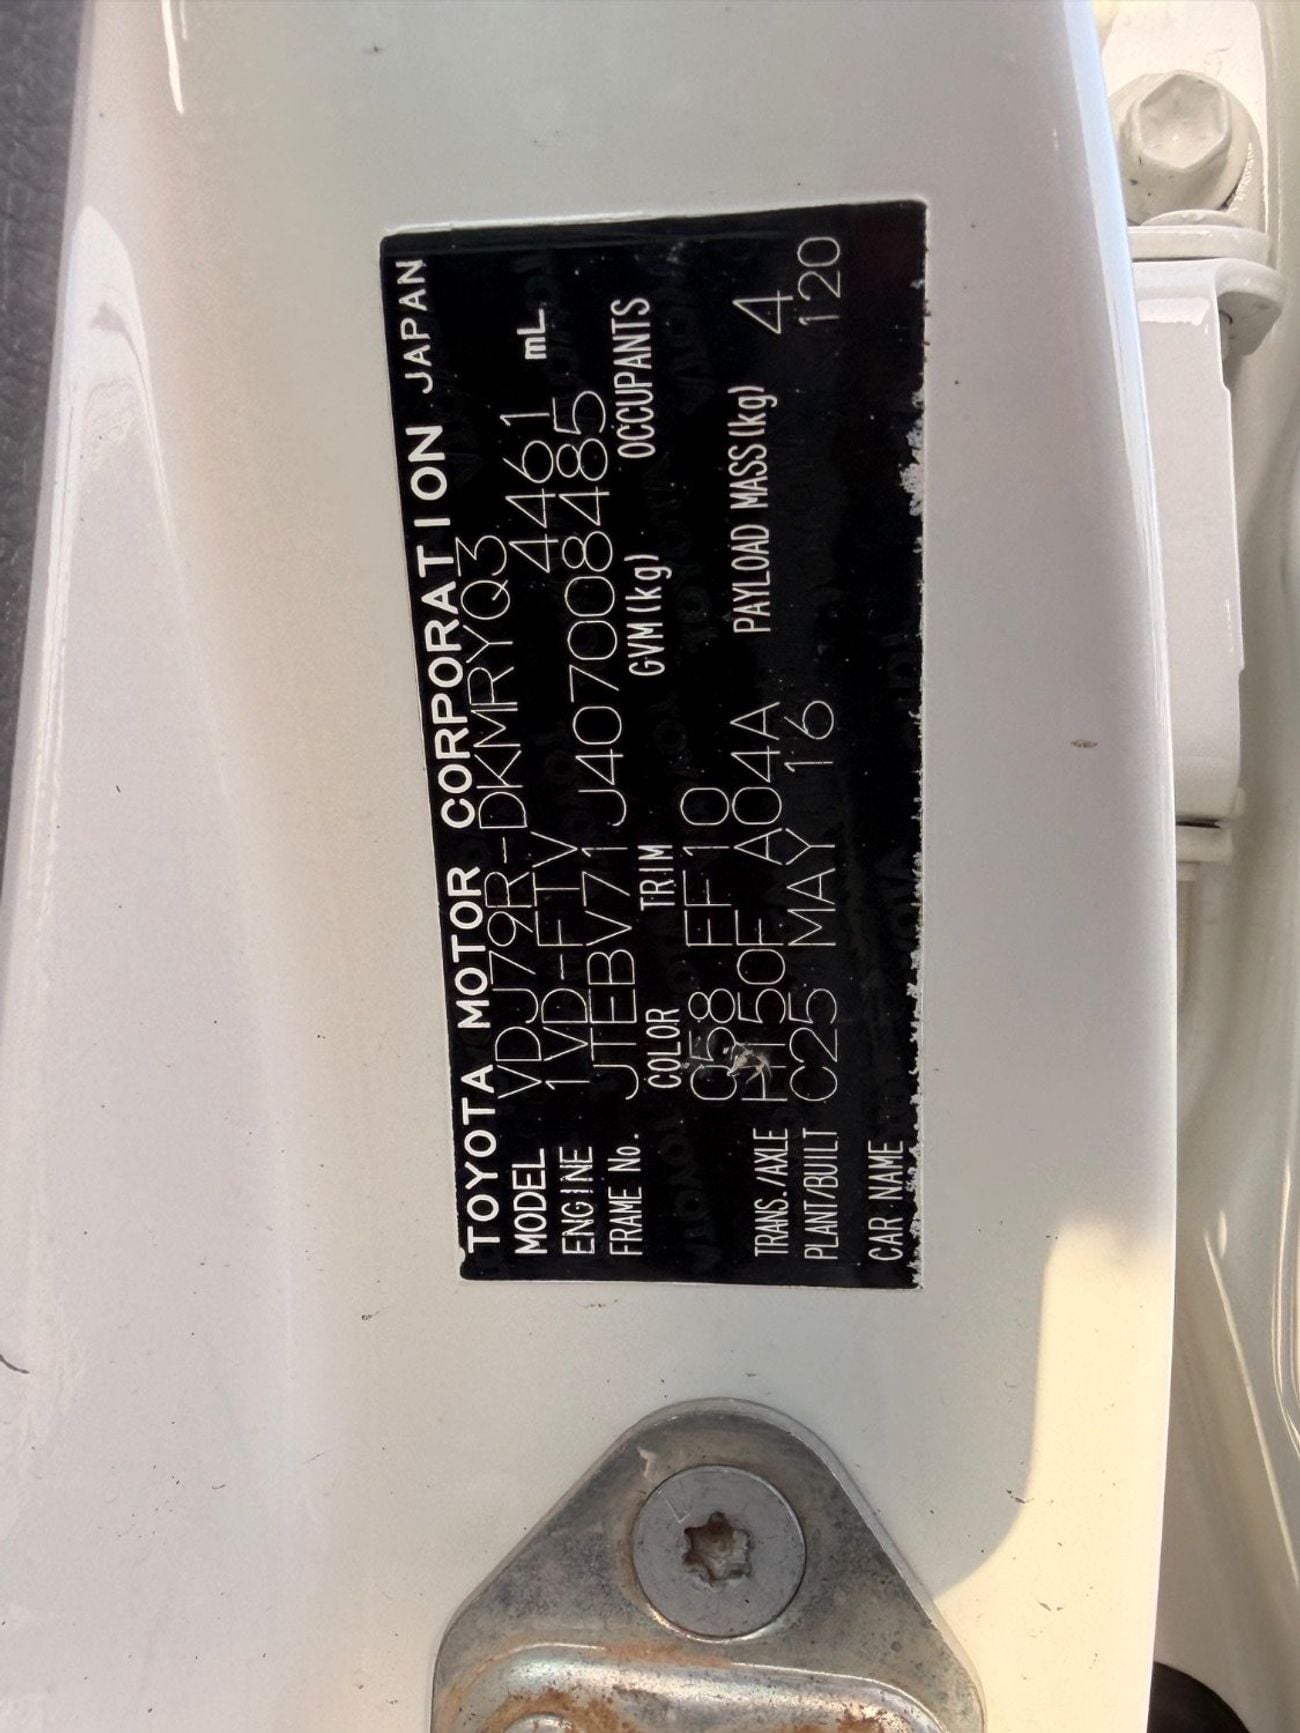 TOYOTA MOTOR CORPORATION JAPAN
MODEL VDJ79R-DKMRYQ3
ENGINE 1VD-FTV 4461 mL
FRAME No. JTEBV71J407008485
COLOR TRIM GVM(kg) OCCUPANTS
058 FF10
TRANS./AXLE H150F A04A PAYLOAD MASS(kg) 4
PLANT/BUILT C25 MAY 16 120
CAR NAME